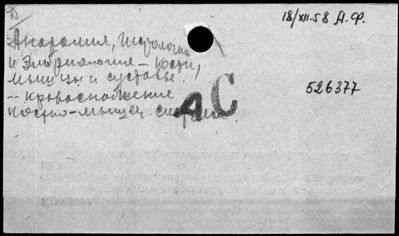 18/XII-58 А.Ф.
Анатомия, Гистология
и Эмбриология – кости,
мышцы и суставы.
-- кровоснабжение
костно-мышеч. системы
526377
АС